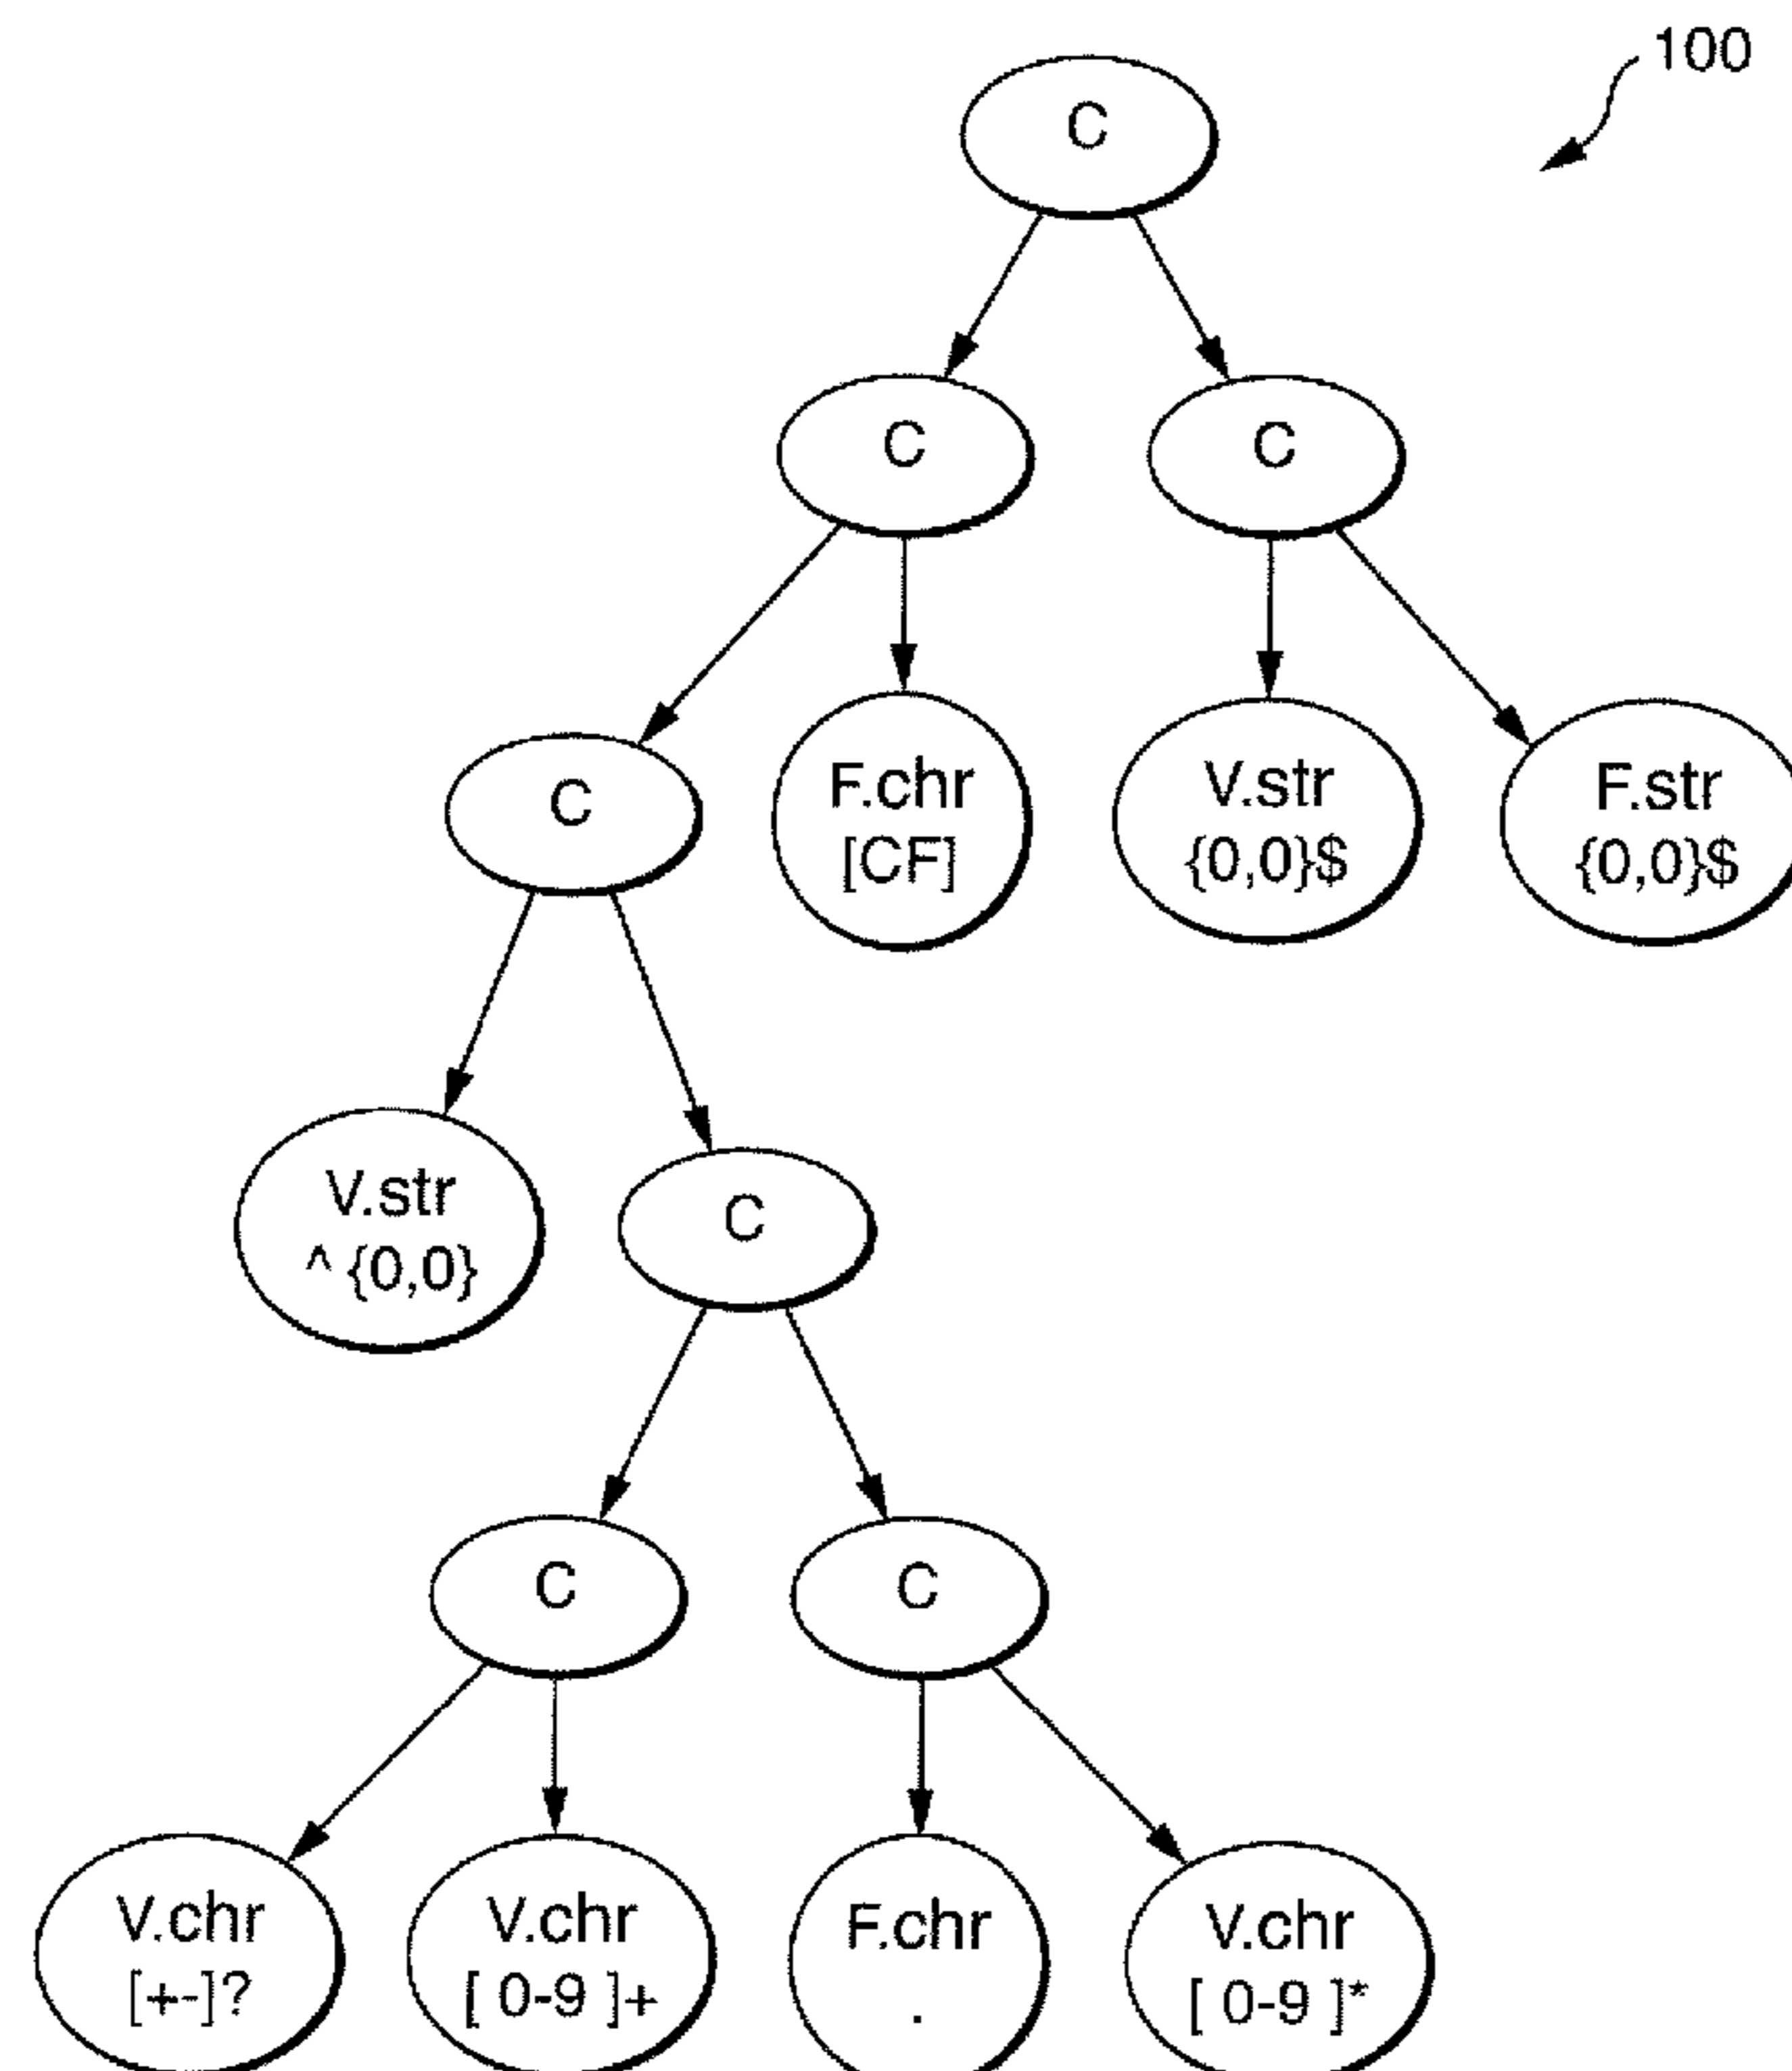 100
C
C
C
C
F.chr
[CF]
V.str
{0,0}$
F.str
{0,0}$
V.str
^{0,0}
C
C
C
V.chr
[+-]?
V.chr
[ 0-9 ]+
F.chr
.
V.chr
[ 0-9 ]*